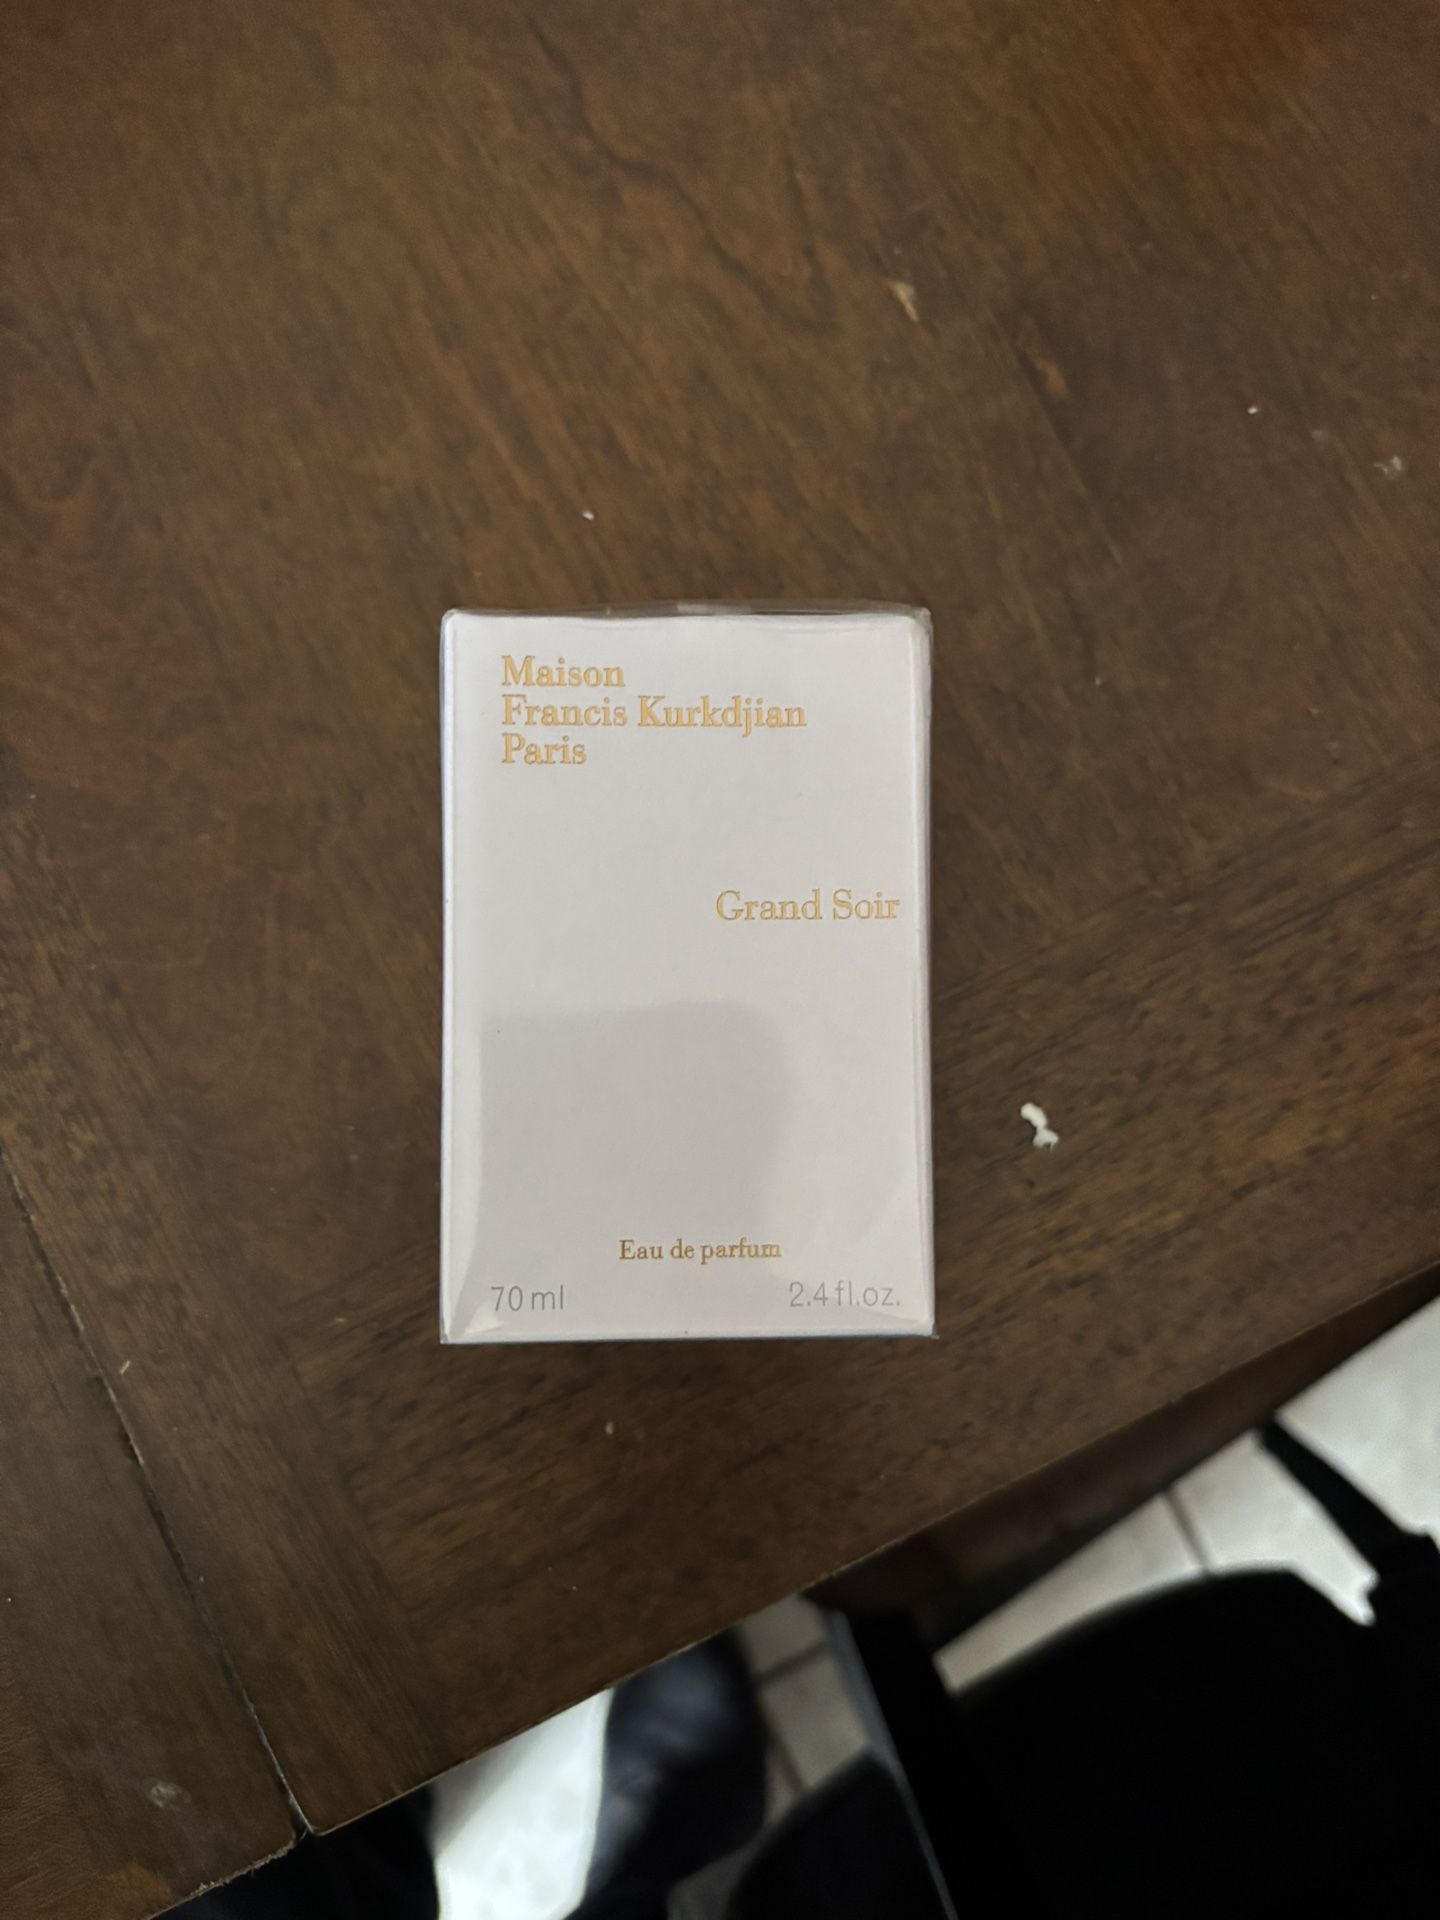 Maison
Francis Kurkdjian
Paris
Grand Soir
Eau de parfum
70 ml 2.4 fl.oz.